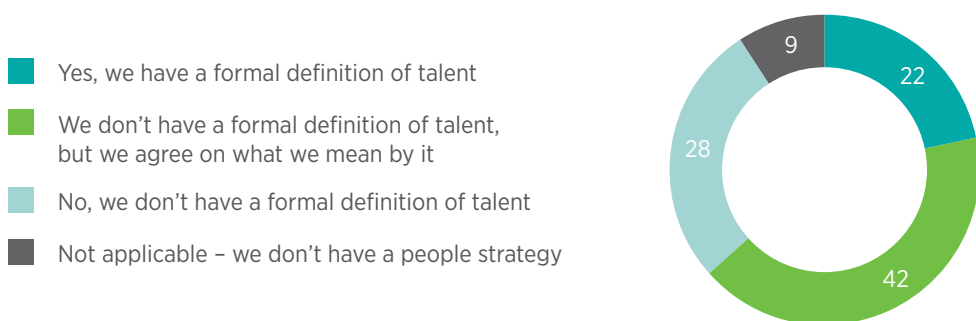 Yes, we have a formal definition of talent
We don’t have a formal definition of talent,
but we agree on what we mean by it
No, we don’t have a formal definition of talent
Not applicable – we don’t have a people strategy
9
22
28
42